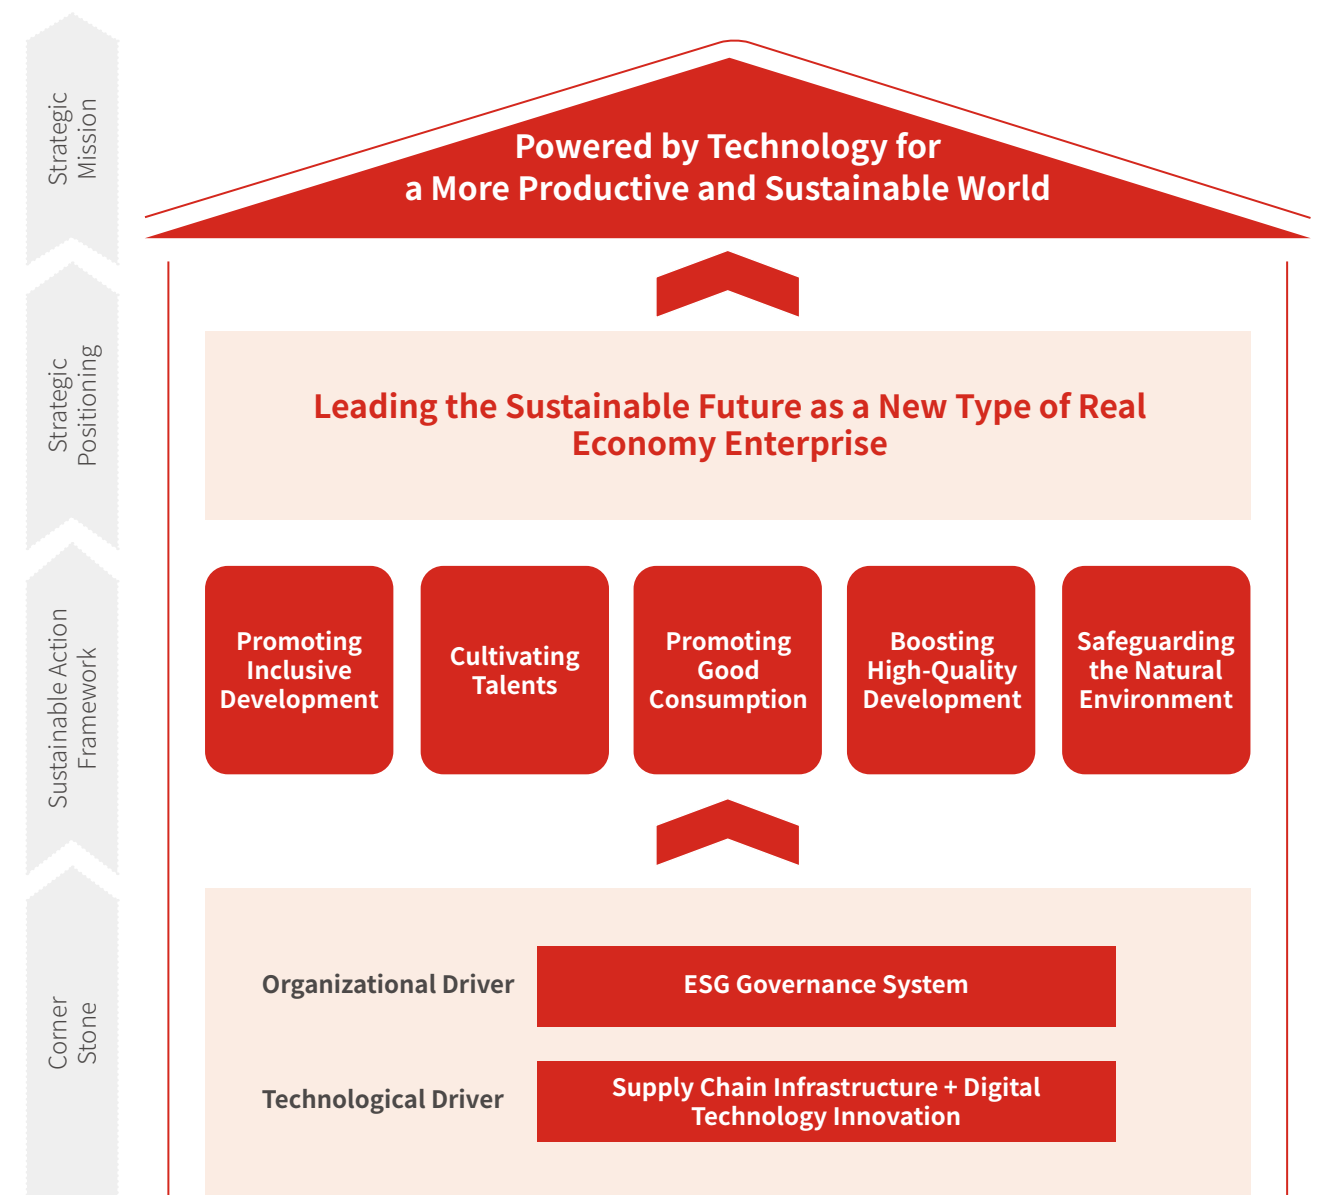 Strategic
Mission
Powered by Technology for
a More Productive and Sustainable World
Strategic
Positioning
Leading the Sustainable Future as a New Type of Real
Economy Enterprise
Sustainable Action
Framework
Promoting
Inclusive
Development
Cultivating
Talents
Promoting
Good
Consumption
Boosting
High-Quality
Development
Safeguarding
the Natural
Environment
Corner
Stone
Organizational Driver
ESG Governance System
Technological Driver
Supply Chain Infrastructure + Digital
Technology Innovation